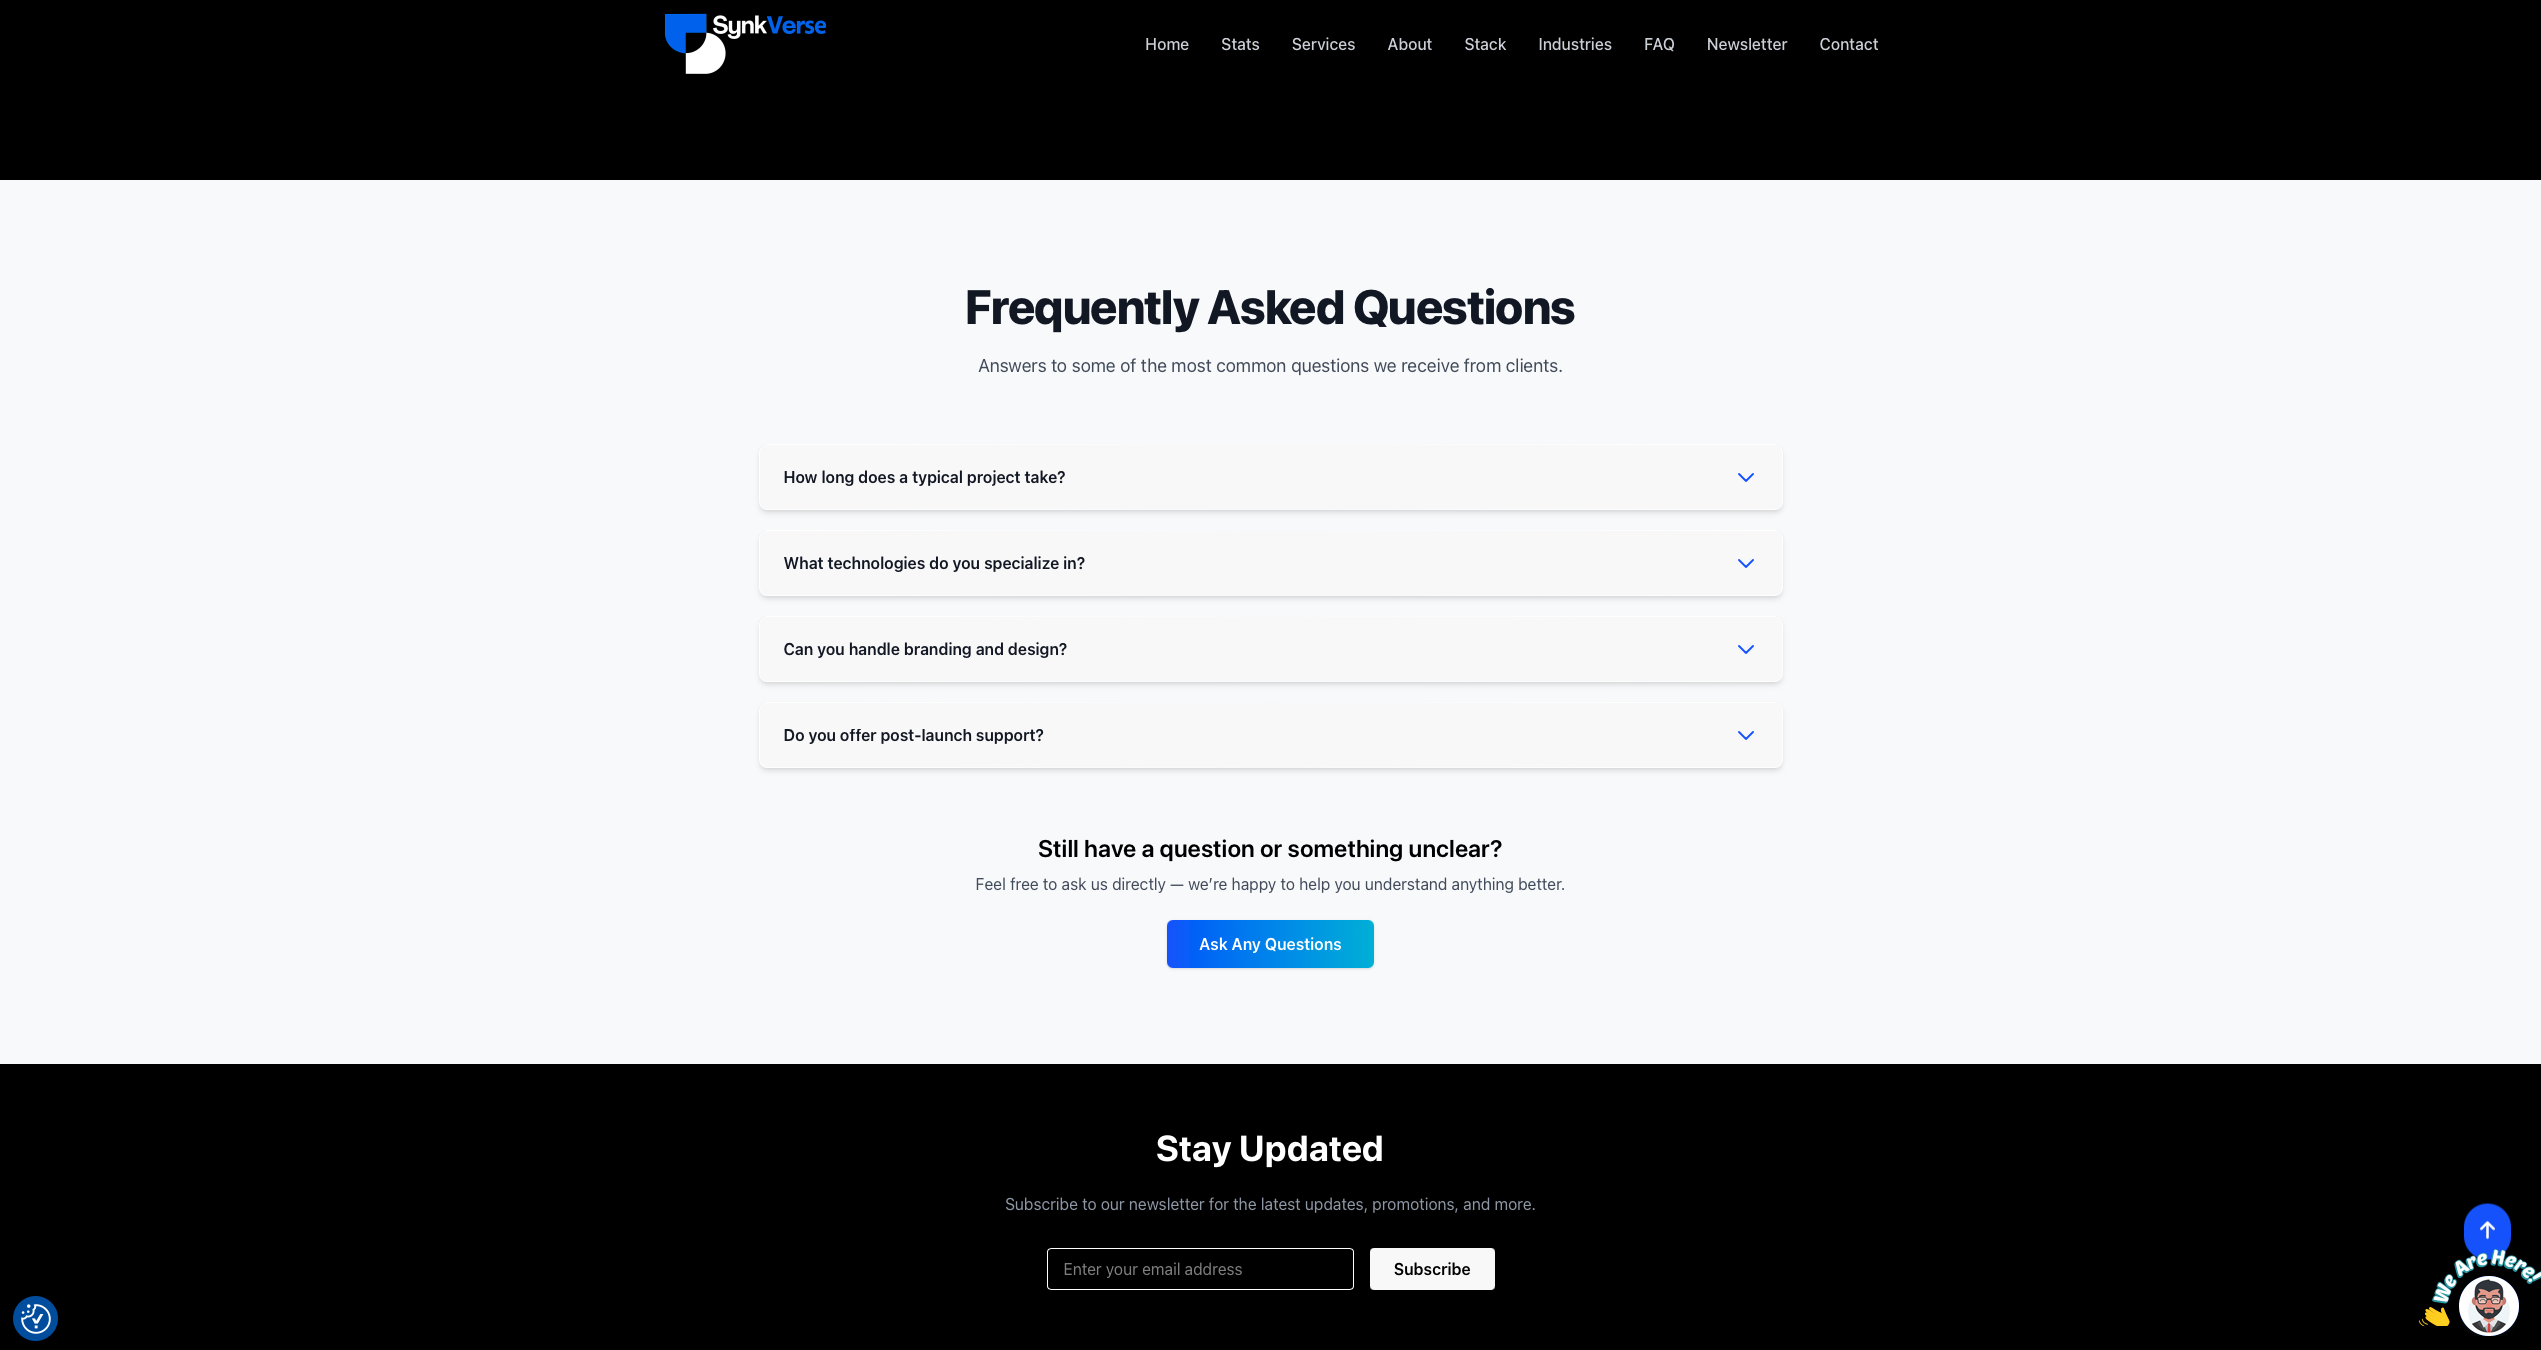 SynkVerse
Home Stats Services About Stack Industries FAQ Newsletter Contact
Frequently Asked Questions
Answers to some of the most common questions we receive from clients.
How long does a typical project take?
What technologies do you specialize in?
Can you handle branding and design?
Do you offer post-launch support?
Still have a question or something unclear?
Feel free to ask us directly — we’re happy to help you understand anything better.
Ask Any Questions
Stay Updated
Subscribe to our newsletter for the latest updates, promotions, and more.
Enter your email address
Subscribe
We Are Here!